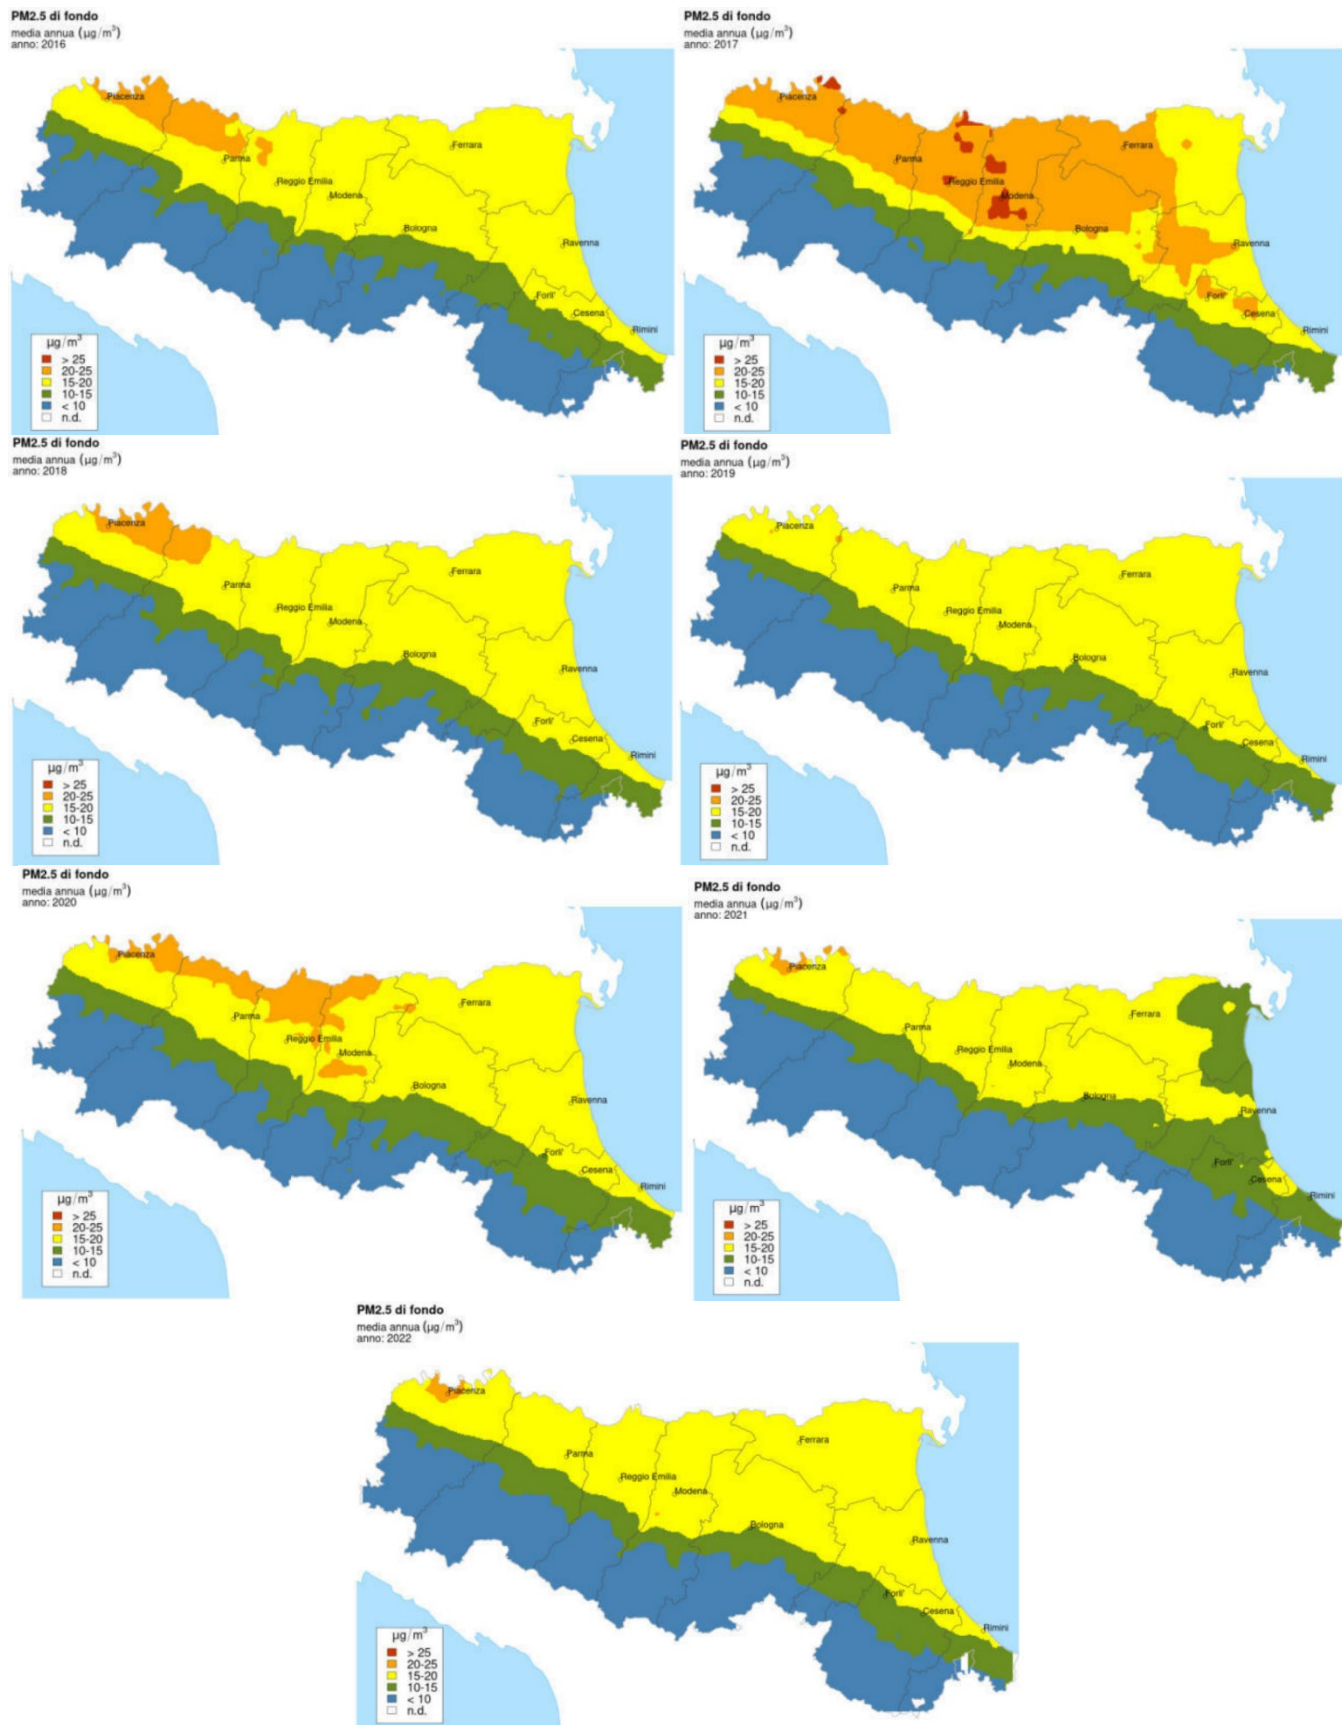 PM2.5 di fondo
media annua (µg/m³)
anno: 2016
Piacenza
Parma
Reggio Emilia
Modena
Ferrara
Bologna
Ravenna
Forli'
Cesena
Rimini
µg/m³
> 25
20-25
15-20
10-15
< 10
n.d.
PM2.5 di fondo
media annua (µg/m³)
anno: 2017
Piacenza
Parma
Reggio Emilia
Modena
Ferrara
Bologna
Ravenna
Forli'
Cesena
Rimini
µg/m³
> 25
20-25
15-20
10-15
< 10
n.d.
PM2.5 di fondo
media annua (µg/m³)
anno: 2018
Piacenza
Parma
Reggio Emilia
Modena
Ferrara
Bologna
Ravenna
Forli'
Cesena
Rimini
µg/m³
> 25
20-25
15-20
10-15
< 10
n.d.
PM2.5 di fondo
media annua (µg/m³)
anno: 2019
Piacenza
Parma
Reggio Emilia
Modena
Ferrara
Bologna
Ravenna
Forli'
Cesena
Rimini
µg/m³
> 25
20-25
15-20
10-15
< 10
n.d.
PM2.5 di fondo
media annua (µg/m³)
anno: 2020
Piacenza
Parma
Reggio Emilia
Modena
Ferrara
Bologna
Ravenna
Forli'
Cesena
Rimini
µg/m³
> 25
20-25
15-20
10-15
< 10
n.d.
PM2.5 di fondo
media annua (µg/m³)
anno: 2021
Piacenza
Parma
Reggio Emilia
Modena
Ferrara
Bologna
Ravenna
Forli'
Cesena
Rimini
µg/m³
> 25
20-25
15-20
10-15
< 10
n.d.
PM2.5 di fondo
media annua (µg/m³)
anno: 2022
Piacenza
Parma
Reggio Emilia
Modena
Ferrara
Bologna
Ravenna
Forli'
Cesena
Rimini
µg/m³
> 25
20-25
15-20
10-15
< 10
n.d.